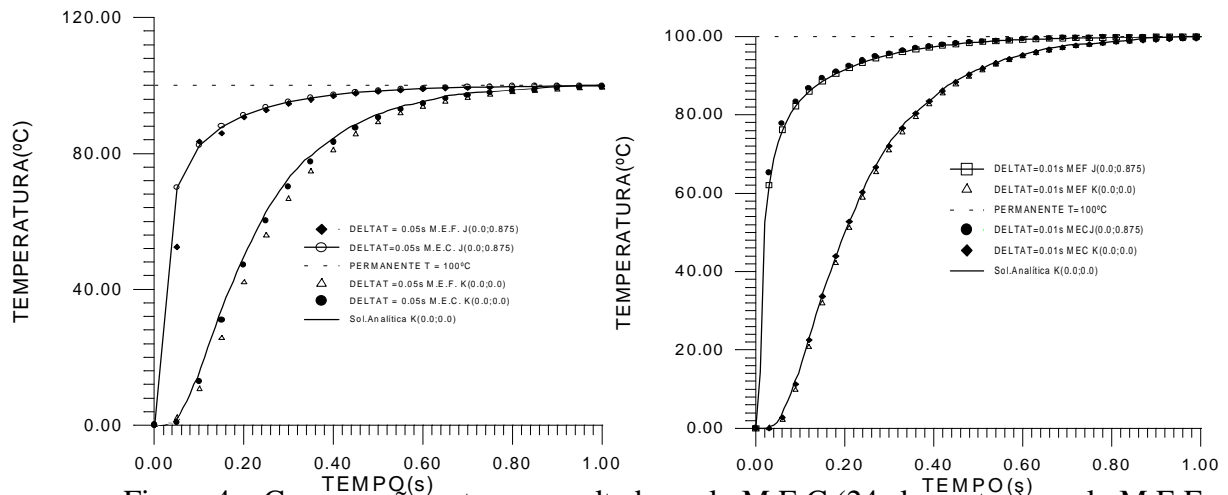 120.00
80.00
40.00
0.00
TEMPERATURA(ºC)
DELTAT = 0.05s M.E.F. J(0.0;0.875)
DELTAT=0.05s M.E.C. J(0.0;0.875)
PERMANENTE T = 100ºC
DELTAT =0.05s M.E.F. K(0.0;0.0)
DELTAT = 0.05s M.E.C. K(0.0;0.0)
Sol.Analítica K(0.0;0.0)
0.00 0.20 0.40 0.60 0.80 1.00
TEMPO(s)
100.00
80.00
60.00
40.00
20.00
0.00
TEMPERATURA(ºC)
DELTAT=0.01s MEF J(0.0;0.875)
DELTAT=0.01s MEF K(0.0;0.0)
PERMANENTE T=100ºC
DELTAT=0.01s MECJ(0.0;0.875)
DELTAT=0.01s MEC K(0.0;0.0)
Sol.Analítica K(0.0;0.0)
0.00 0.20 0.40 0.60 0.80 1.00
TEMPO(s)